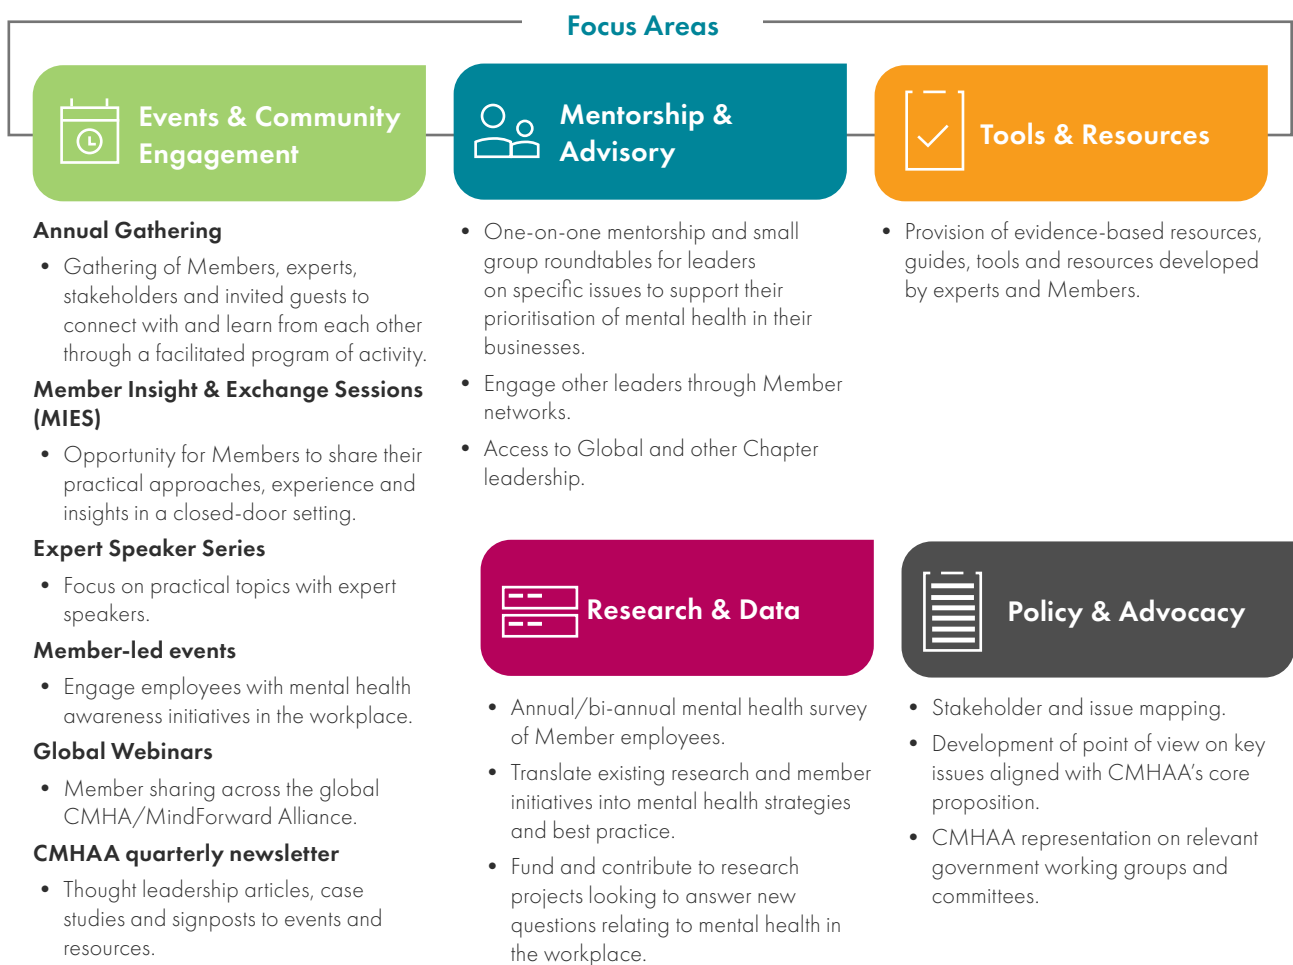 Focus Areas
Events & Community
Engagement
Annual Gathering
• Gathering of Members, experts,
stakeholders and invited guests to
connect with and learn from each other
through a facilitated program of activity.
Member Insight & Exchange Sessions
(MIES)
• Opportunity for Members to share their
practical approaches, experience and
insights in a closed-door setting.
Expert Speaker Series
• Focus on practical topics with expert
speakers.
Member-led events
• Engage employees with mental health
awareness initiatives in the workplace.
Global Webinars
• Member sharing across the global
CMHA/MindForward Alliance.
CMHAA quarterly newsletter
• Thought leadership articles, case
studies and signposts to events and
resources.
Mentorship &
Advisory
• One-on-one mentorship and small
group roundtables for leaders
on specific issues to support their
prioritisation of mental health in their
businesses.
• Engage other leaders through Member
networks.
• Access to Global and other Chapter
leadership.
Tools & Resources
• Provision of evidence-based resources,
guides, tools and resources developed
by experts and Members.
Research & Data
• Annual/bi-annual mental health survey
of Member employees.
• Translate existing research and member
initiatives into mental health strategies
and best practice.
• Fund and contribute to research
projects looking to answer new
questions relating to mental health in
the workplace.
Policy & Advocacy
• Stakeholder and issue mapping.
• Development of point of view on key
issues aligned with CMHAA's core
proposition.
• CMHAA representation on relevant
government working groups and
committees.